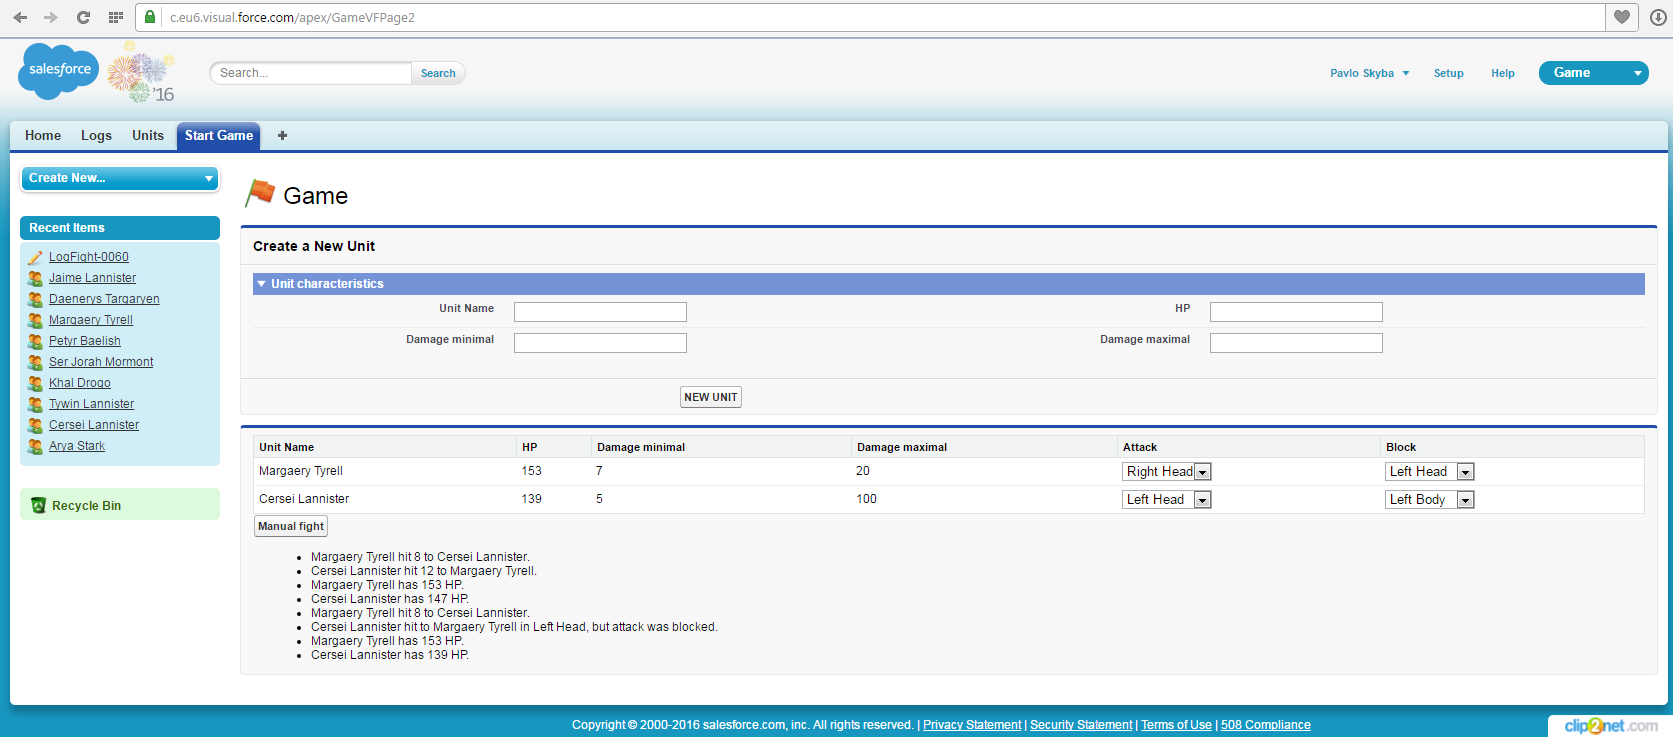 c.eu6.visual.force.com/apex/GameVFPage2
salesforce
'16
Search...
Search
Pavlo Skyba
Setup
Help
Game
Home
Logs
Units
Start Game
Create New...
Recent Items
LogFight-0060
Jaime Lannister
Daenerys Targaryen
Margaery Tyrell
Petyr Baelish
Ser Jorah Mormont
Khal Drogo
Tywin Lannister
Cersei Lannister
Arya Stark
Recycle Bin
Game
Create a New Unit
Unit characteristics
Unit Name
HP
Damage minimal
Damage maximal
NEW UNIT
Unit Name HP Damage minimal Damage maximal Attack Block
Margaery Tyrell 153 7 20 Right Head Left Head
Cersei Lannister 139 5 100 Left Head Left Body
Manual fight
Margaery Tyrell hit 8 to Cersei Lannister.
Cersei Lannister hit 12 to Margaery Tyrell.
Margaery Tyrell has 153 HP.
Cersei Lannister has 147 HP.
Margaery Tyrell hit 8 to Cersei Lannister.
Cersei Lannister hit to Margaery Tyrell in Left Head, but attack was blocked.
Margaery Tyrell has 153 HP.
Cersei Lannister has 139 HP.
Copyright © 2000-2016 salesforce.com, inc. All rights reserved. | Privacy Statement | Security Statement | Terms of Use | 508 Compliance
clip2net.com